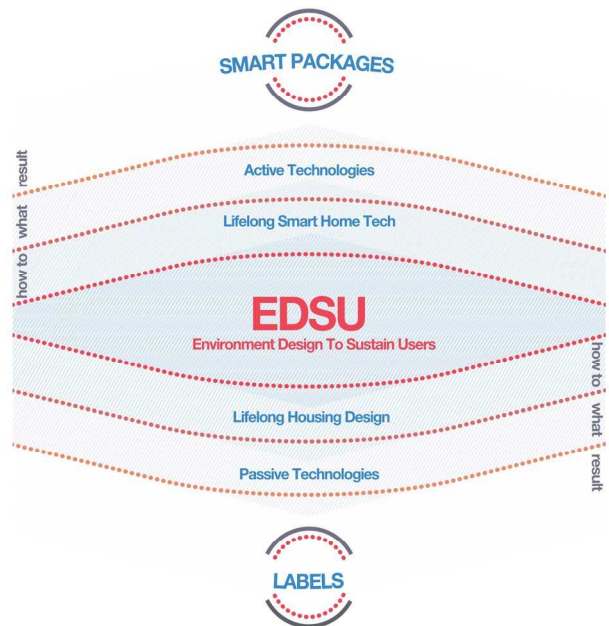 SMART PACKAGES
Active Technologies
Lifelong Smart Home Tech
how to what result
EDSU
Environment Design To Sustain Users
how to what result
Lifelong Housing Design
Passive Technologies
LABELS